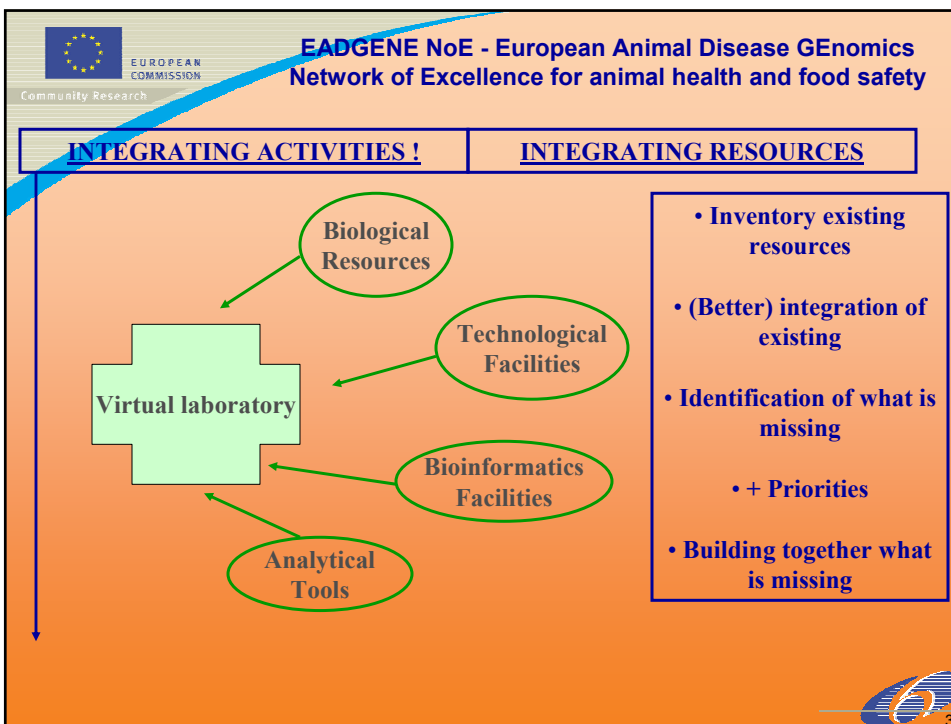 EUROPEAN
COMMISSION
Community Research
EADGENE NoE - European Animal Disease GEnomics
Network of Excellence for animal health and food safety
INTEGRATING ACTIVITIES !
INTEGRATING RESOURCES
Biological
Resources
Technological
Facilities
Virtual laboratory
Bioinformatics
Facilities
Analytical
Tools
• Inventory existing
resources
• (Better) integration of
existing
• Identification of what is
missing
• + Priorities
• Building together what
is missing